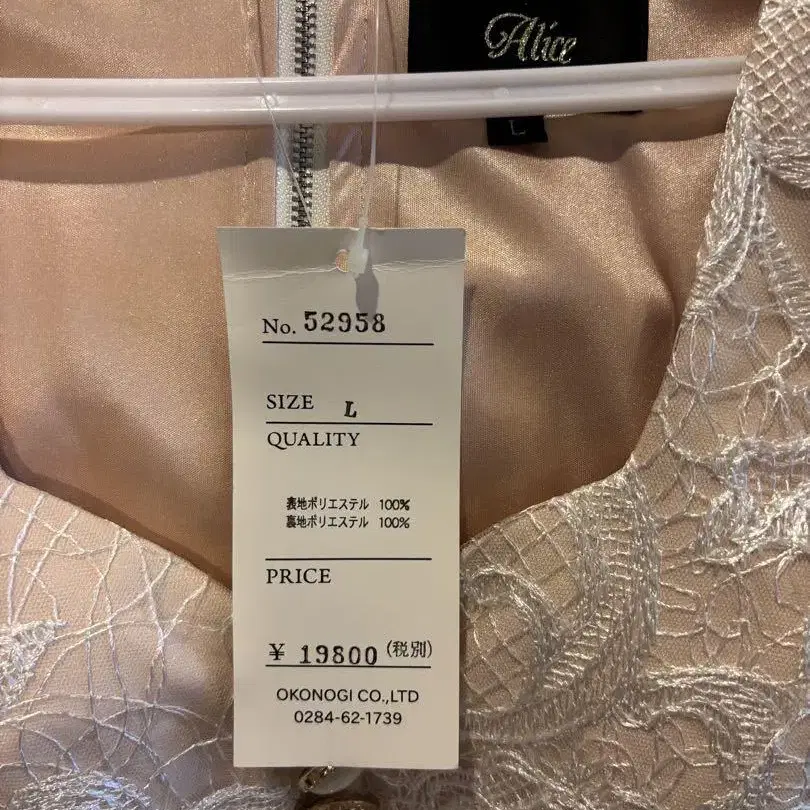 Alice
L
No. 52958
SIZE L
QUALITY
表地ポリエステル 100%
裏地ポリエステル 100%
PRICE
¥ 19800 (税別)
OKONOGI CO.,LTD
0284-62-1739